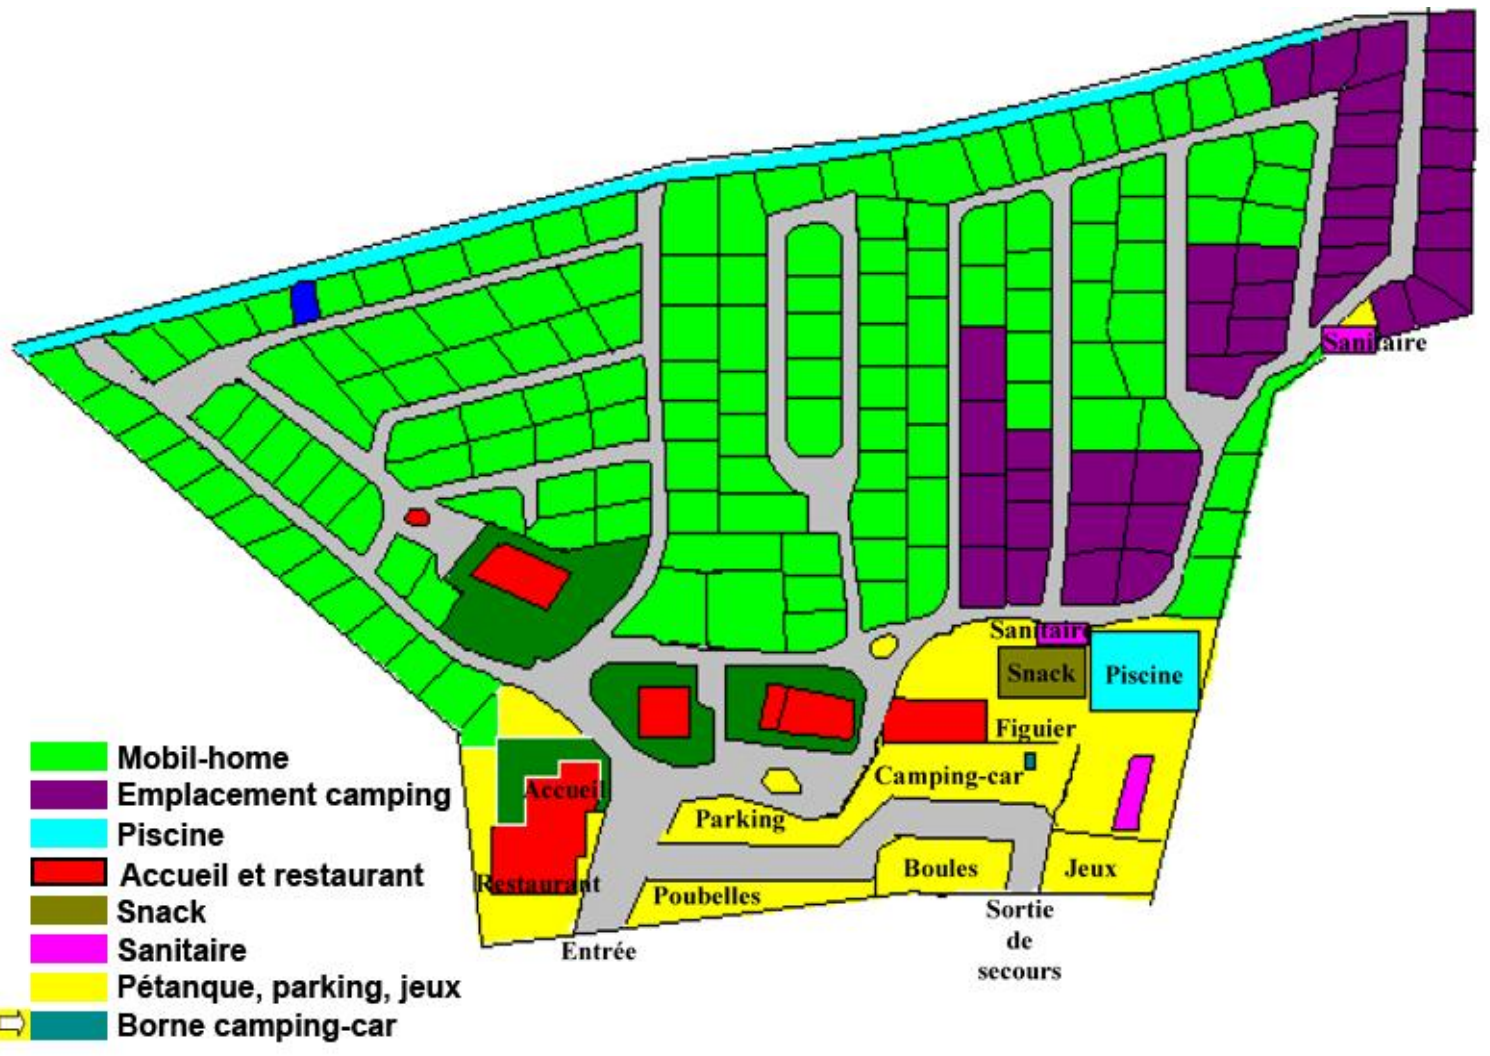 Sanitaire
Sanitaire
Snack
Piscine
Figuier
Camping-car
Accueil
Parking
Restaurant
Poubelles
Boules
Jeux
Entrée
Sortie
de
secours
Mobil-home
Emplacement camping
Piscine
Accueil et restaurant
Snack
Sanitaire
Pétanque, parking, jeux
Borne camping-car